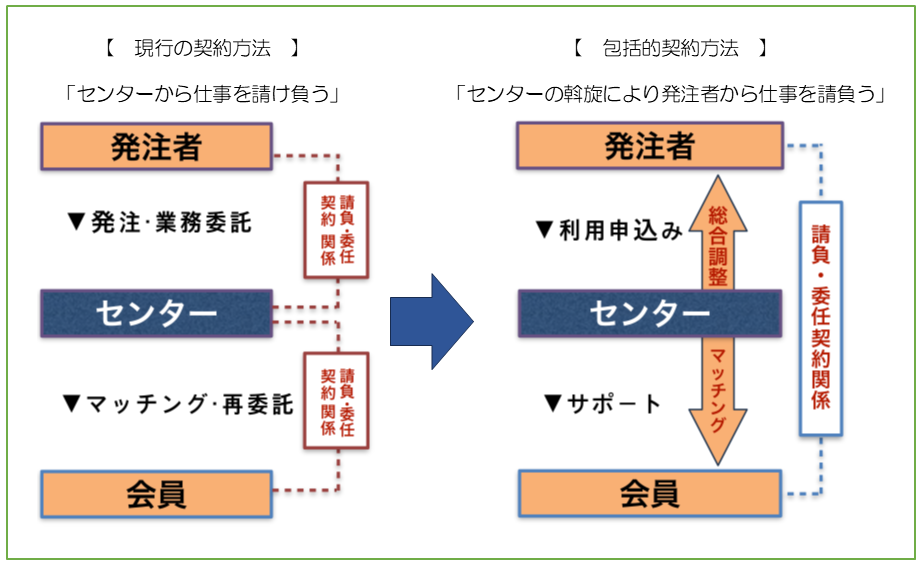 【　現行の契約方法　】
「センターから仕事を請け負う」
発注者
▼発注・業務委託
請負・委任
契約 関係
センター
▼マッチング・再委託
請負・委任
契約関係
会員
【　包括的契約方法　】
「センターの斡旋により発注者から仕事を請負う」
発注者
▼利用申込み
総合調整
センター
マッチング
▼サポート
請負・委任契約関係
会員